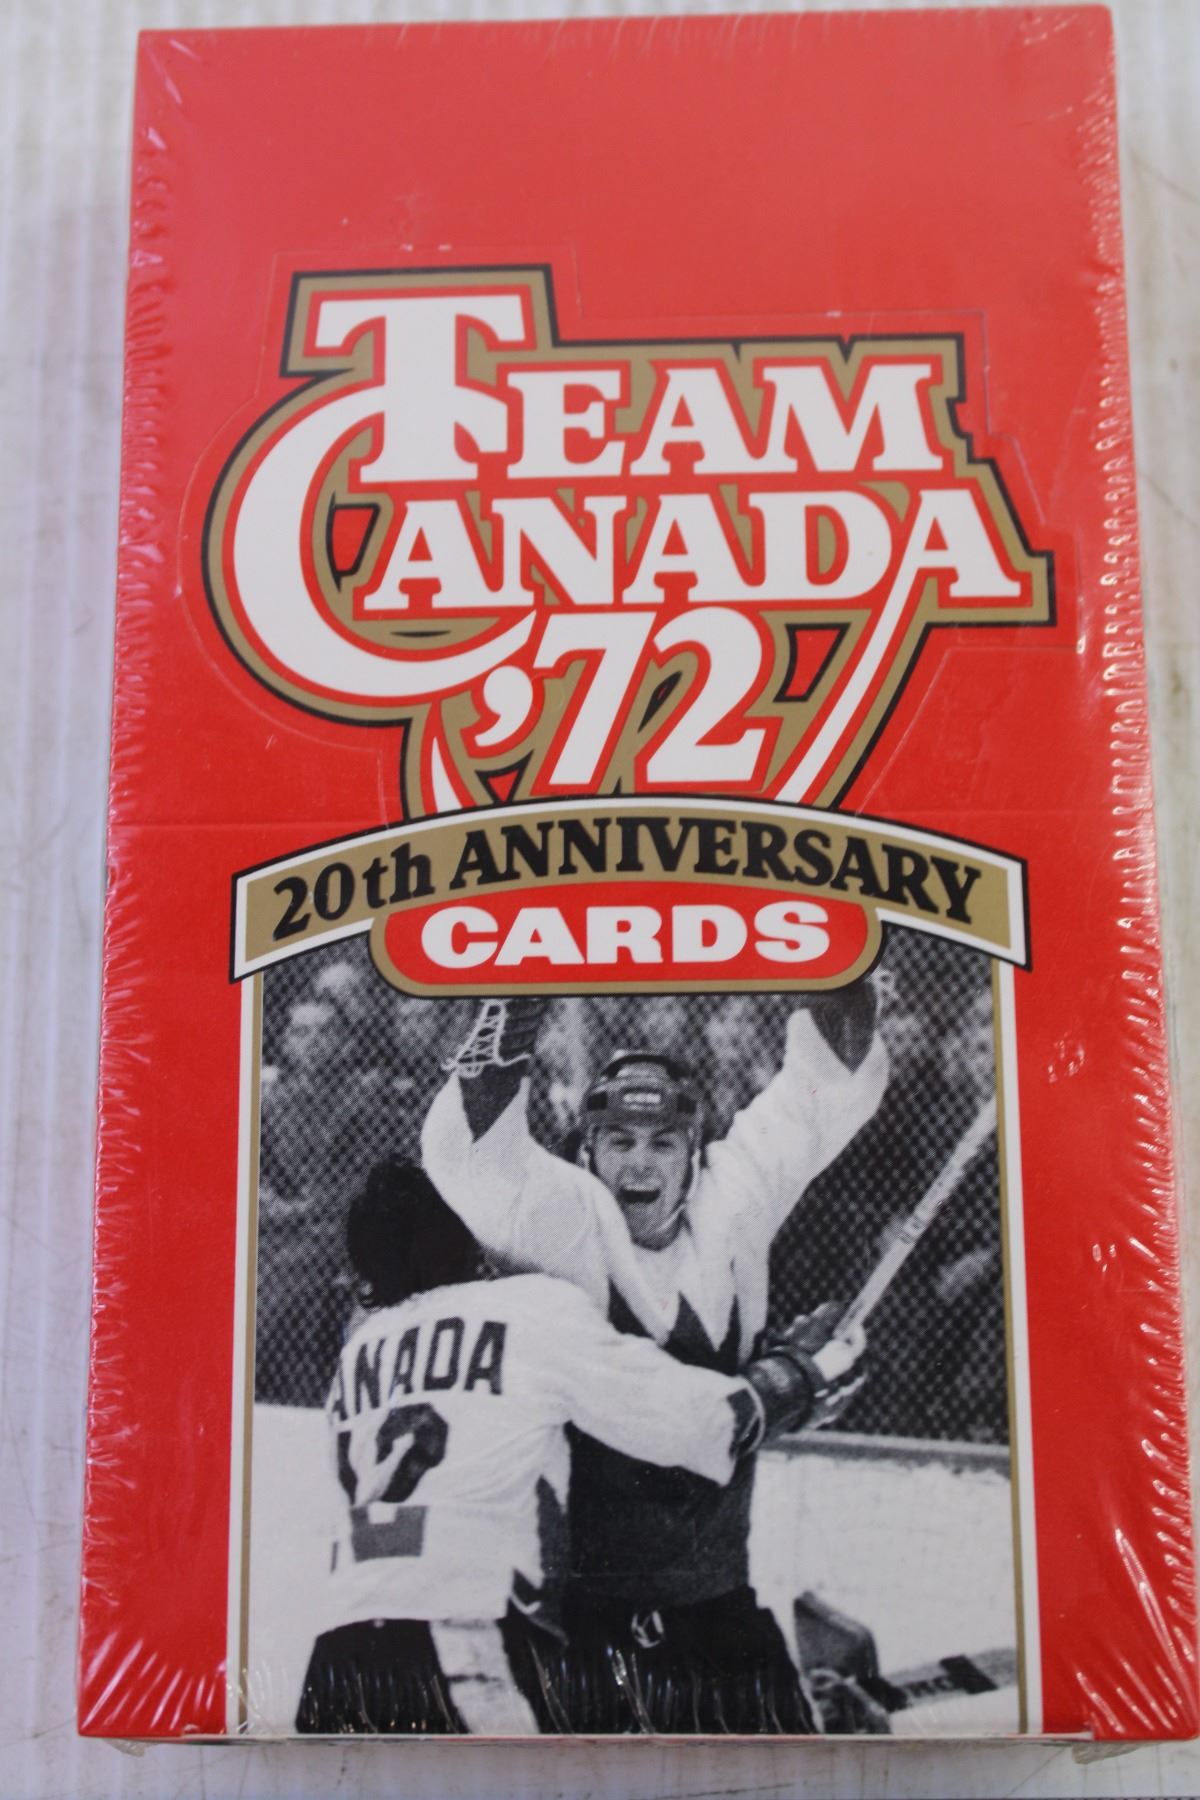 TEAM
CANADA
'72
20th ANNIVERSARY
CARDS
ANADA
12